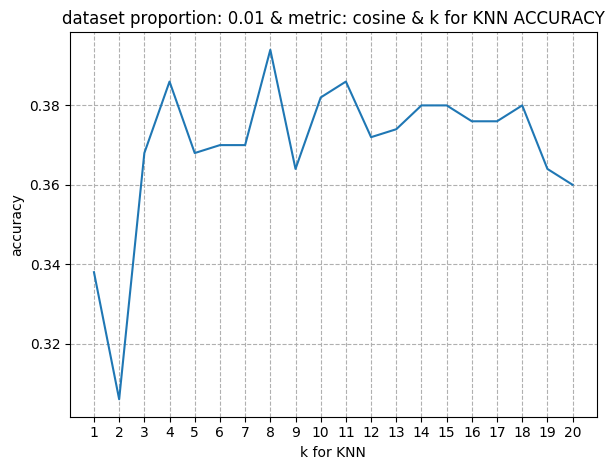 dataset proportion: 0.01 & metric: cosine & k for KNN ACCURACY
0.38
0.36
0.34
0.32
accuracy
1 2 3 4 5 6 7 8 9 10 11 12 13 14 15 16 17 18 19 20
k for KNN